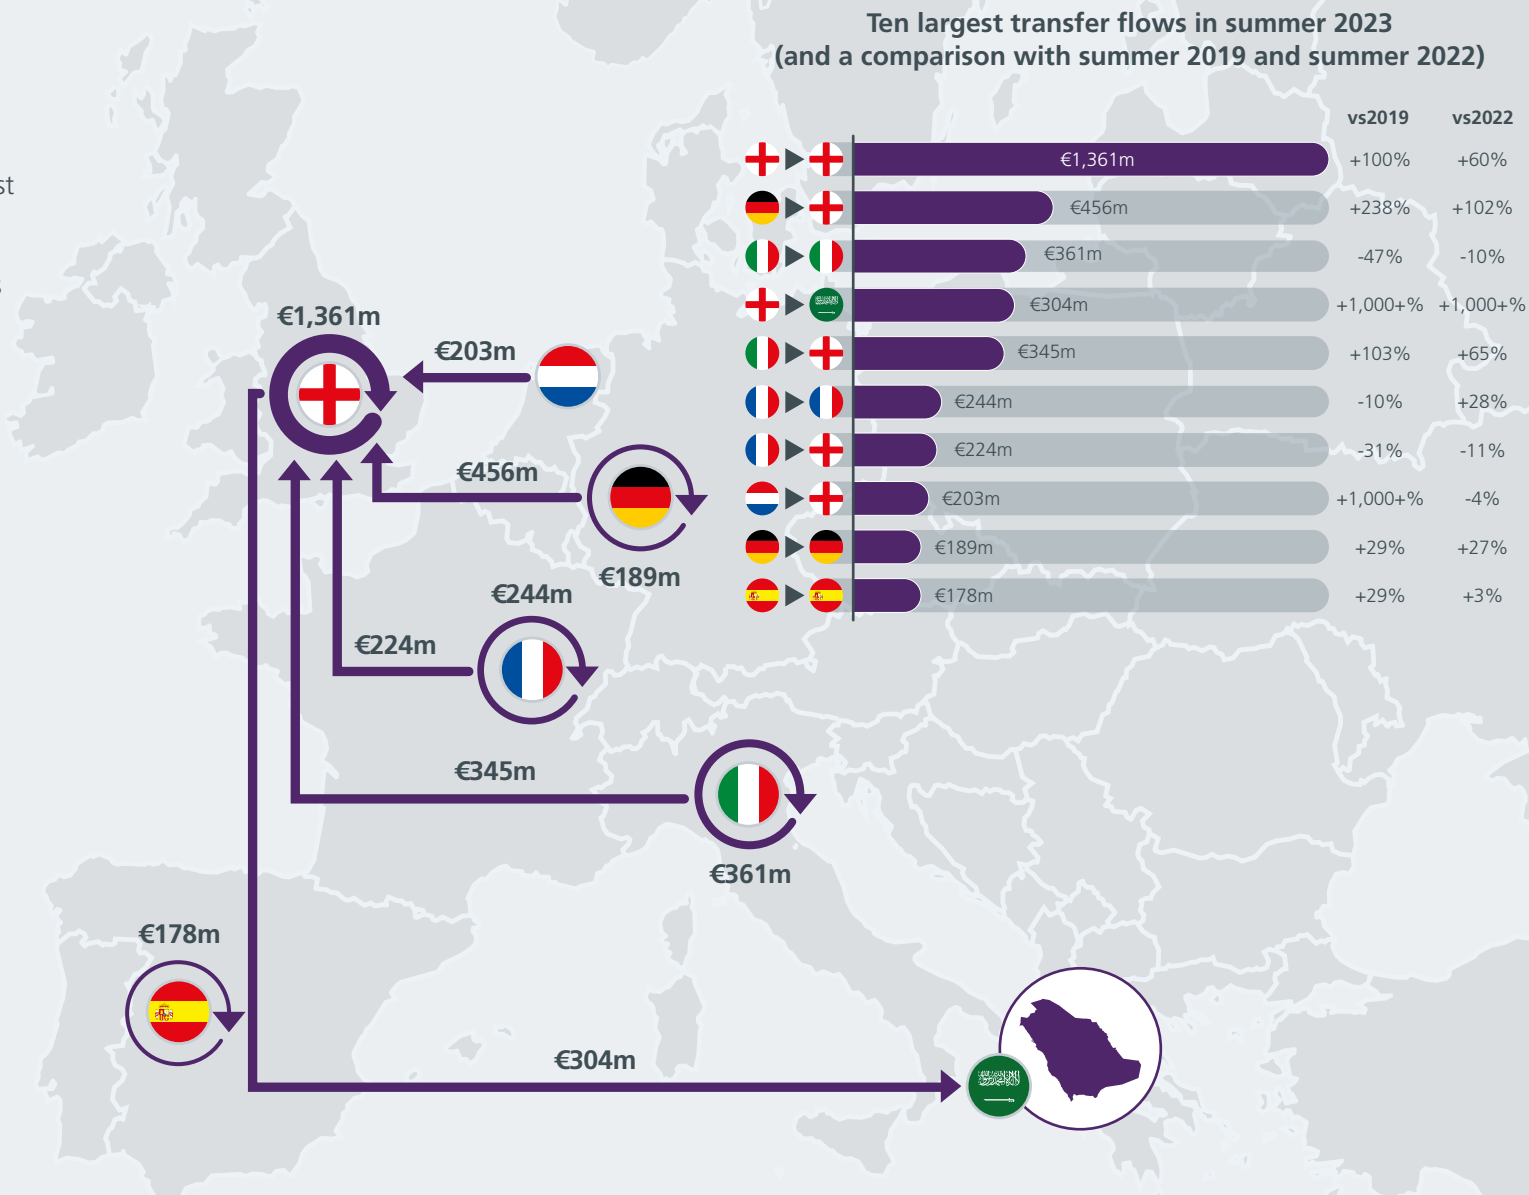 Ten largest transfer flows in summer 2023
(and a comparison with summer 2019 and summer 2022)
vs2019 vs2022
€1,361m +100% +60%
€456m +238% +102%
€361m -47% -10%
€304m +1,000+% +1,000+%
€345m +103% +65%
€244m -10% +28%
€224m -31% -11%
€203m +1,000+% -4%
€189m +29% +27%
€178m +29% +3%
st
s
€1,361m
€203m
€456m
€189m
€244m
€224m
€345m
€361m
€178m
€304m